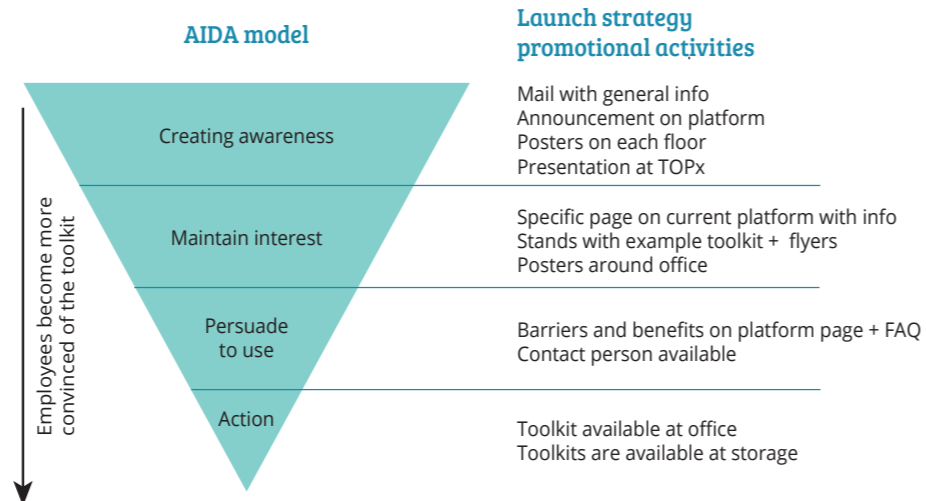 AIDA model
Launch strategy
promotional activities
Creating awareness
Mail with general info
Announcement on platform
Posters on each floor
Presentation at TOPx
Maintain interest
Specific page on current platform with info
Stands with example toolkit + flyers
Posters around office
Persuade
to use
Barriers and benefits on platform page + FAQ
Contact person available
Action
Toolkit available at office
Toolkits are available at storage
Employees become more
convinced of the toolkit